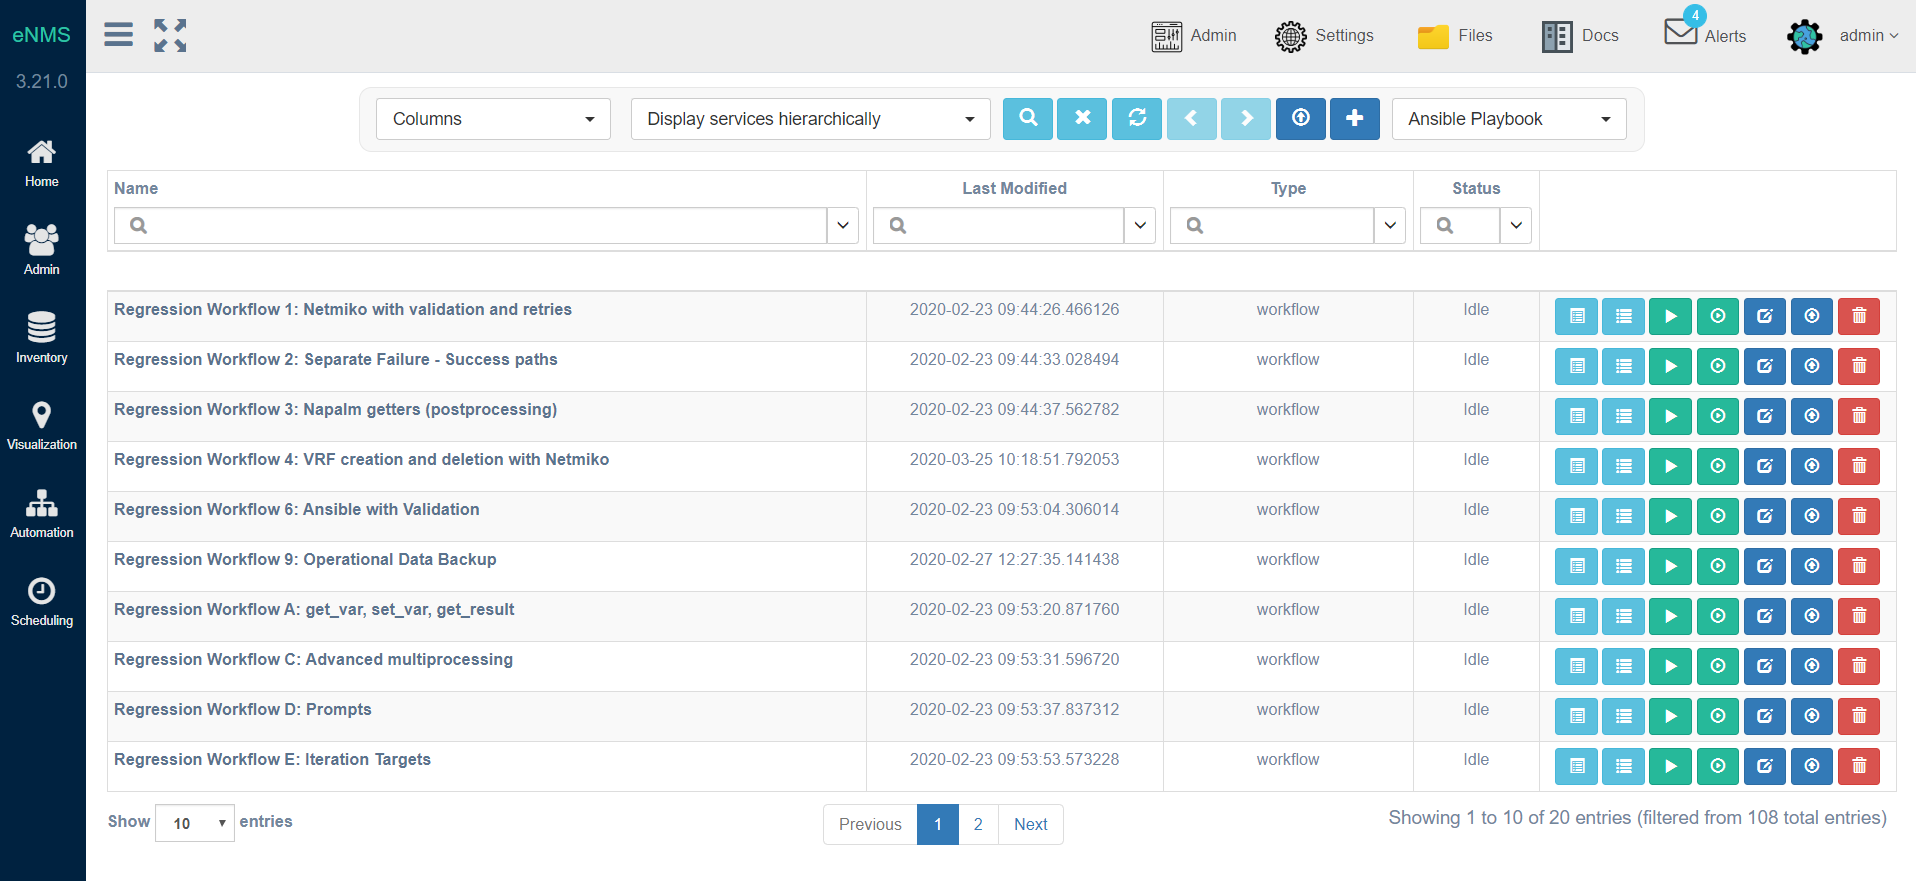 eNMS
3.21.0
Home
Admin
Inventory
Visualization
Automation
Scheduling
Admin
Settings
Files
Docs
4
Alerts
admin
Columns
Display services hierarchically
Ansible Playbook
Name Last Modified Type Status
Regression Workflow 1: Netmiko with validation and retries 2020-02-23 09:44:26.466126 workflow Idle
Regression Workflow 2: Separate Failure - Success paths 2020-02-23 09:44:33.028494 workflow Idle
Regression Workflow 3: Napalm getters (postprocessing) 2020-02-23 09:44:37.562782 workflow Idle
Regression Workflow 4: VRF creation and deletion with Netmiko 2020-03-25 10:18:51.792053 workflow Idle
Regression Workflow 6: Ansible with Validation 2020-02-23 09:53:04.306014 workflow Idle
Regression Workflow 9: Operational Data Backup 2020-02-27 12:27:35.141438 workflow Idle
Regression Workflow A: get_var, set_var, get_result 2020-02-23 09:53:20.871760 workflow Idle
Regression Workflow C: Advanced multiprocessing 2020-02-23 09:53:31.596720 workflow Idle
Regression Workflow D: Prompts 2020-02-23 09:53:37.837312 workflow Idle
Regression Workflow E: Iteration Targets 2020-02-23 09:53:53.573228 workflow Idle
Show 10 entries
Previous 1 2 Next
Showing 1 to 10 of 20 entries (filtered from 108 total entries)